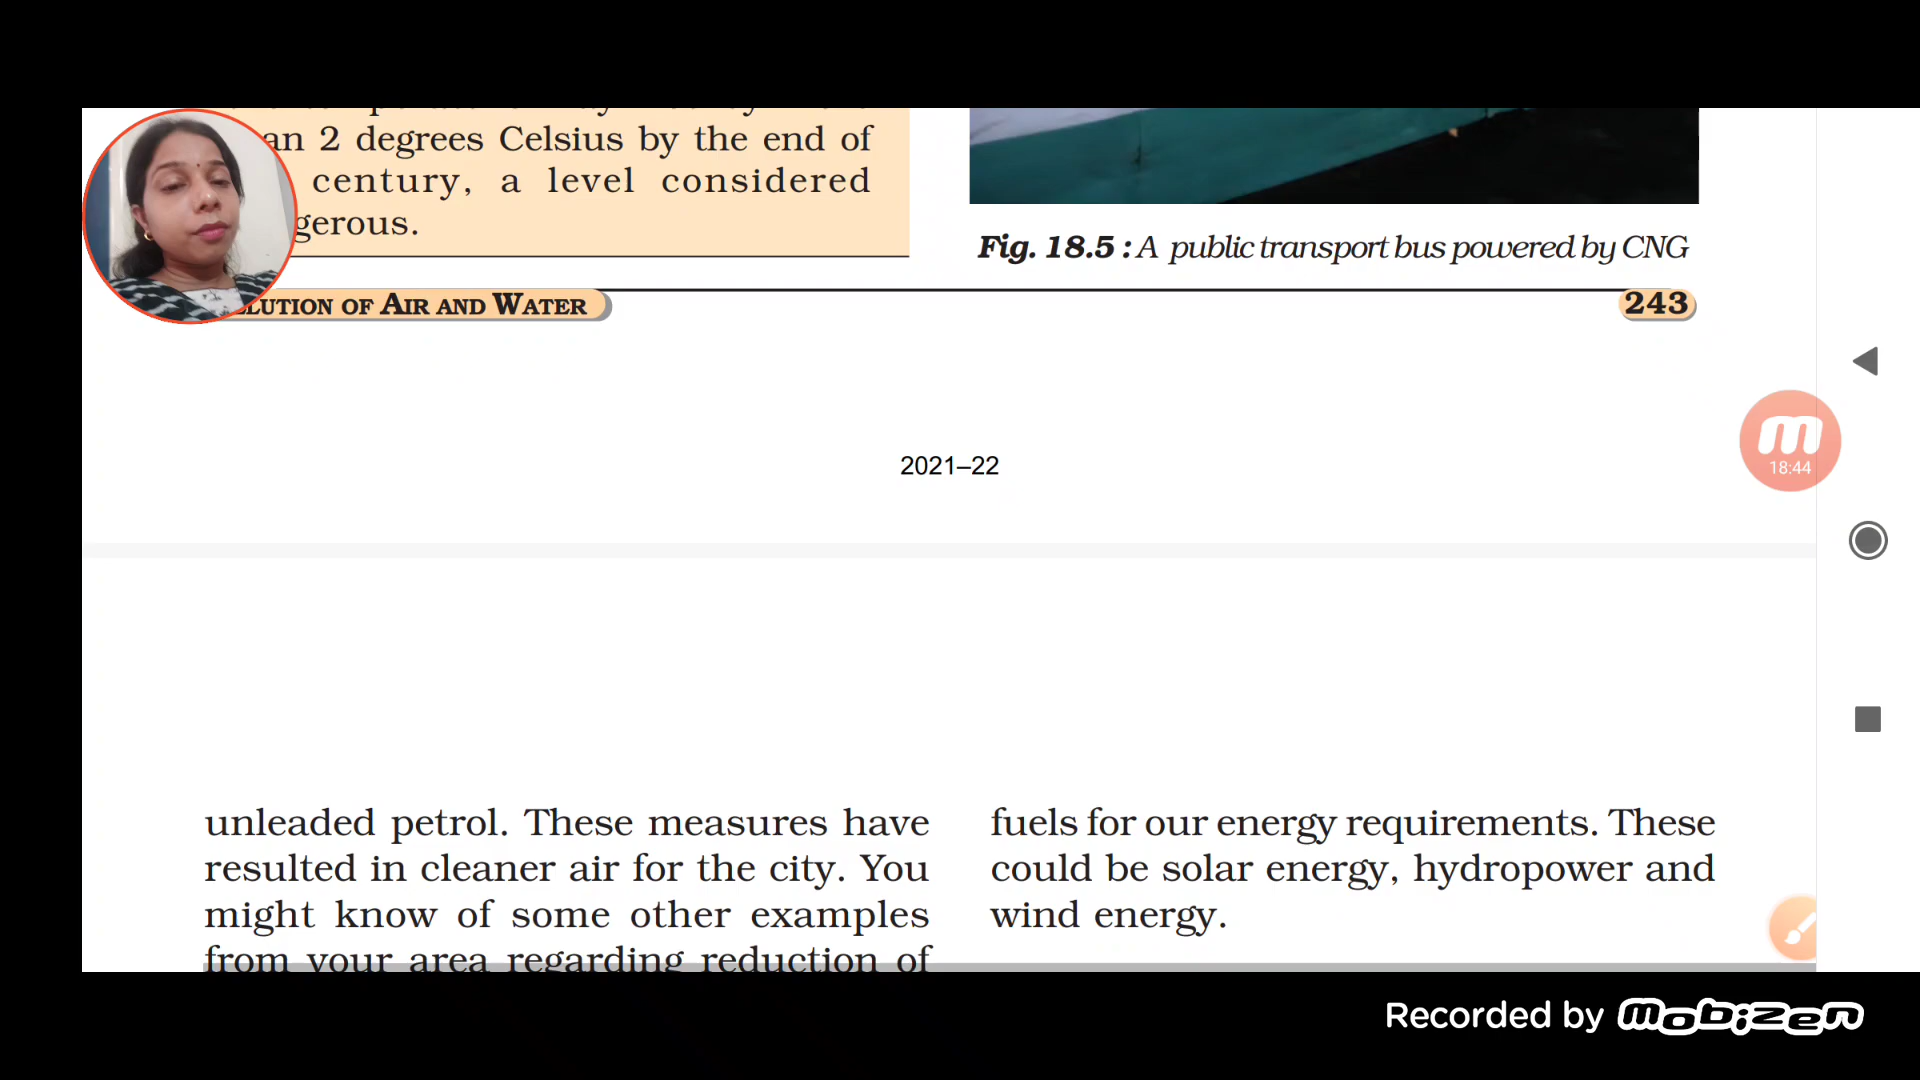 an 2 degrees Celsius by the end of
century, a level considered
gerous.
Fig. 18.5 : A public transport bus powered by CNG
LUTION OF AIR AND WATER
243
2021–22
18:44
unleaded petrol. These measures have
resulted in cleaner air for the city. You
might know of some other examples
from your area regarding reduction of
fuels for our energy requirements. These
could be solar energy, hydropower and
wind energy.
Recorded by mobizen